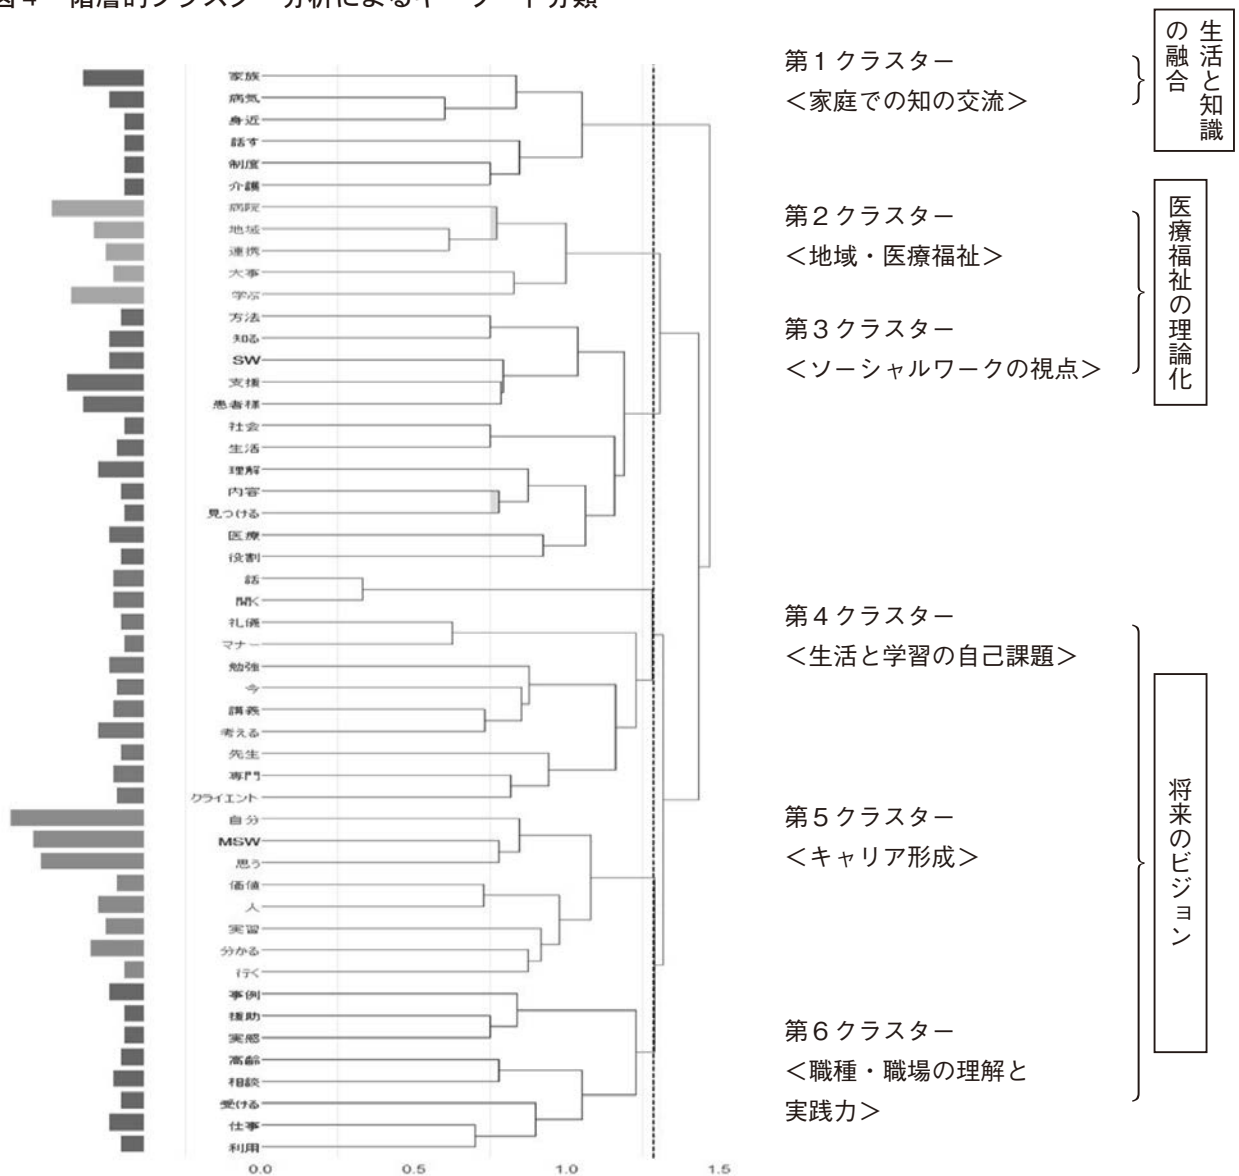 図4 階層的クラスター分析によるキーワード分類
家族
病気
身近
話す
制度
介護
病院
地域
連携
大事
学ぶ
方法
知る
SW
支援
患者様
社会
生活
理解
内容
見つける
医療
役割
話
聞く
礼儀
マナー
勉強
今
講義
考える
先生
専門
クライエント
自分
MSW
思う
価値
人
実習
分かる
行く
事例
援助
実感
高齢
相談
受ける
仕事
利用
0.0 0.5 1.0 1.5
第1クラスター
<家庭での知の交流>
第2クラスター
<地域・医療福祉>
第3クラスター
<ソーシャルワークの視点>
第4クラスター
<生活と学習の自己課題>
第5クラスター
<キャリア形成>
第6クラスター
<職種・職場の理解と
実践力>
生活と知識
の融合
医療福祉の理論化
将来のビジョン